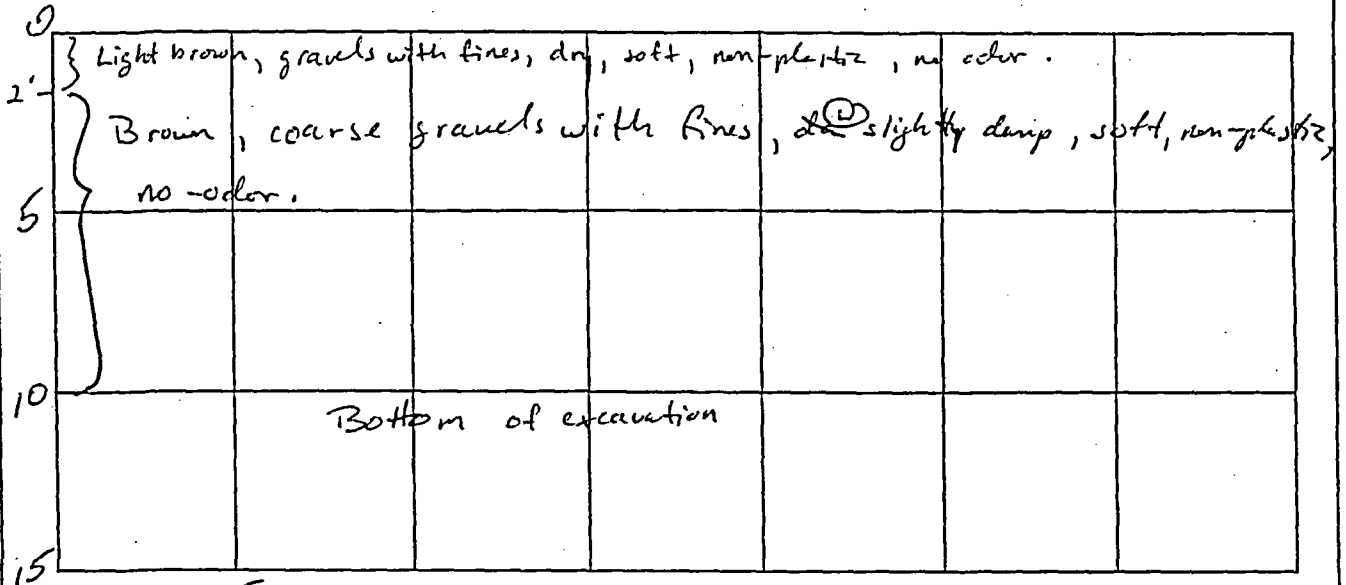 0
Light brown, gravels with fines, dry, soft, non-plastic, no odor.
2'
Brown, coarse gravels with fines, slightly damp, soft, non-plastic,
no-odor.
5
10
Bottom of excavation
15